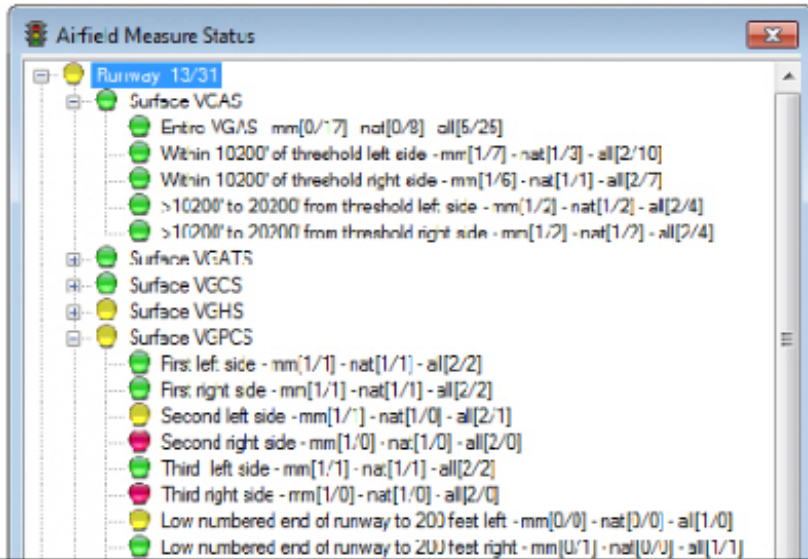 Airfield Measure Status
Runway 13/31
Surface VGAS
Entire VGAS mm[0/17] nat[0/8] all[5/25]
Within 10200' of threshold left side - mm[1/7] - nat[1/3] - all[2/10]
Within 10200' of threshold right side - mm[1/6] - nat[1/1] - all[2/7]
>10200' to 20200' from threshold left side - mm[1/2] - nat[1/2] - all[2/4]
>10200' to 20200' from threshold right side - mm[1/2] - nat[1/2] - all[2/4]
Surface VGATS
Surface VGCS
Surface VGHS
Surface VGPCS
First left side - mm[1/1] - nat[1/1] - all[2/2]
First right side - mm[1/1] - nat[1/1] - all[2/2]
Second left side - mm[1/1] - nat[1/0] - all[2/1]
Second right side - mm[1/0] - nat[1/0] - all[2/0]
Third left side - mm[1/1] - nat[1/1] - all[2/2]
Third right side - mm[1/0] - nat[1/0] - all[2/0]
Low numbered end of runway to 200 feet left - mm[0/0] - nat[0/0] - all[1/0]
Low numbered end of runway to 200 feet right - mm[0/1] - nat[0/0] - all[1/1]